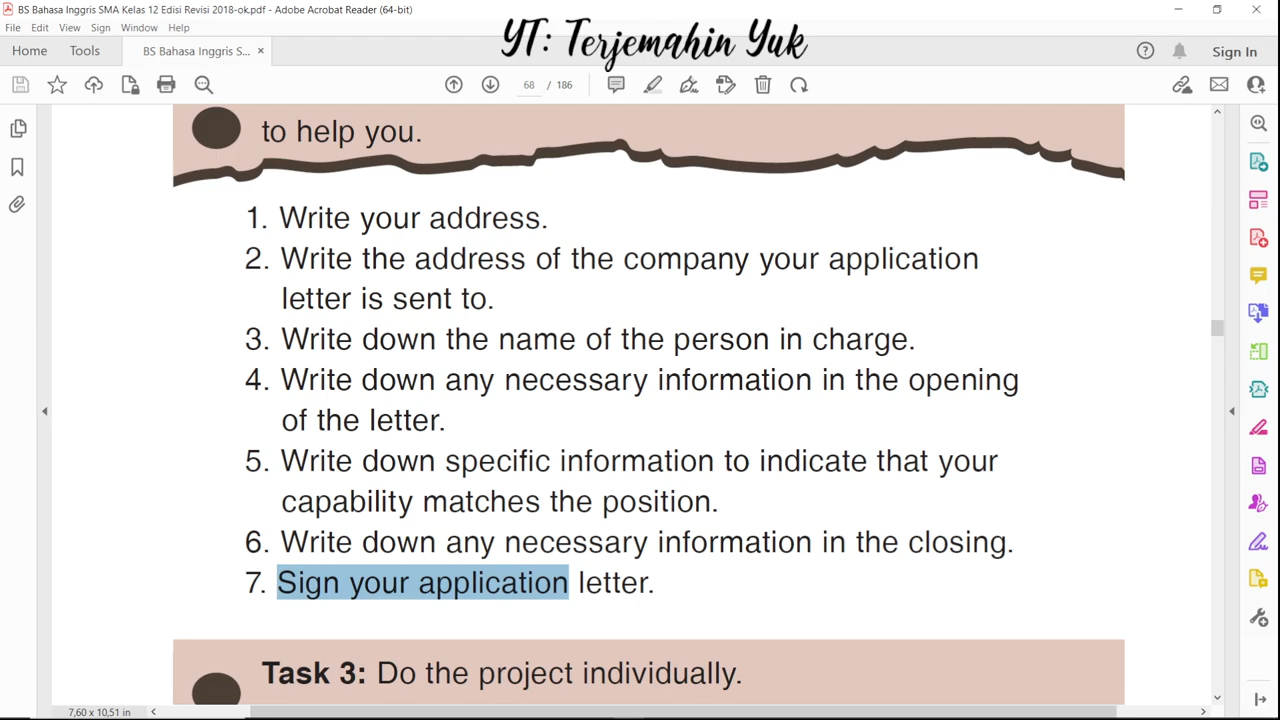 BS Bahasa Inggris SMA Kelas 12 Edisi Revisi 2018-ok.pdf - Adobe Acrobat Reader (64-bit)
File Edit View Sign Window Help
YT: Terjemahin Yuk
Home Tools BS Bahasa Inggris S... × Sign In
68 / 186
to help you.
1. Write your address.
2. Write the address of the company your application
letter is sent to.
3. Write down the name of the person in charge.
4. Write down any necessary information in the opening
of the letter.
5. Write down specific information to indicate that your
capability matches the position.
6. Write down any necessary information in the closing.
7. Sign your application letter.
Task 3: Do the project individually.
7,60 x 10,51 in